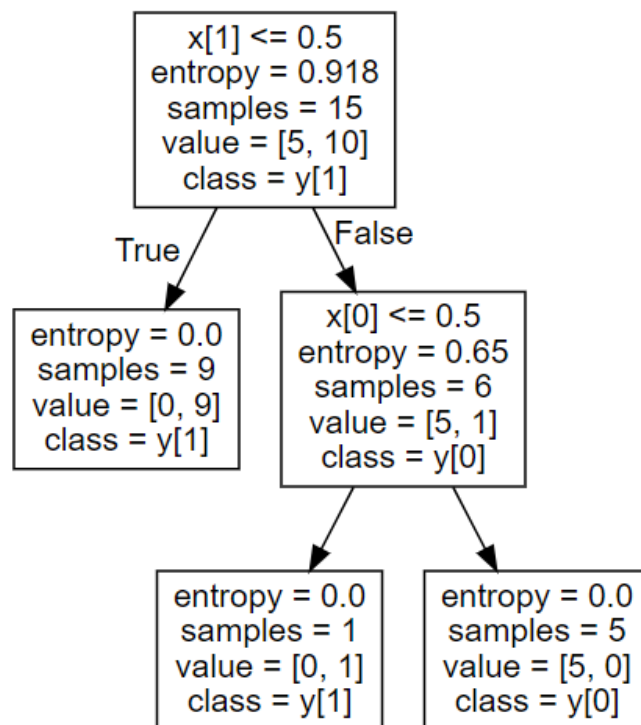 x[1] <= 0.5
entropy = 0.918
samples = 15
value = [5, 10]
class = y[1]
True
False
entropy = 0.0
samples = 9
value = [0, 9]
class = y[1]
x[0] <= 0.5
entropy = 0.65
samples = 6
value = [5, 1]
class = y[0]
entropy = 0.0
samples = 1
value = [0, 1]
class = y[1]
entropy = 0.0
samples = 5
value = [5, 0]
class = y[0]